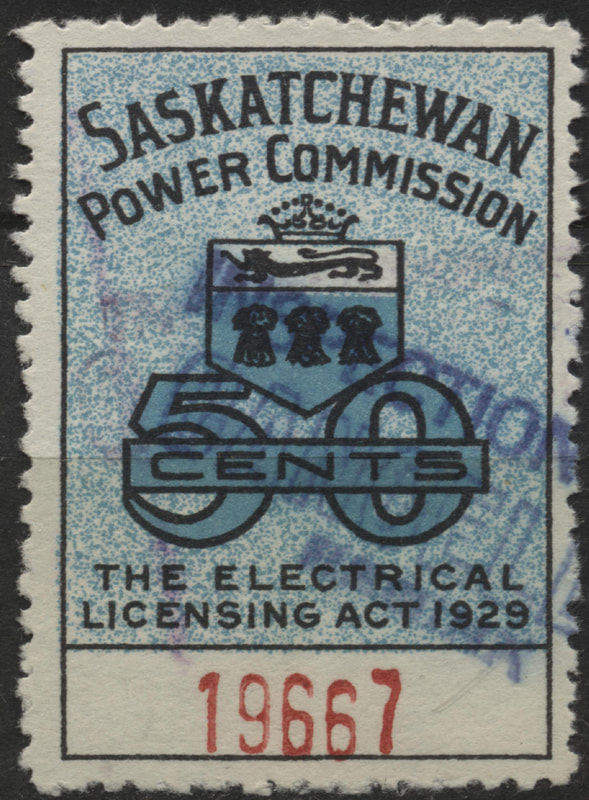 SASKATCHEWAN
POWER COMMISSION
50
CENTS
THE ELECTRICAL
LICENSING ACT 1929
19667